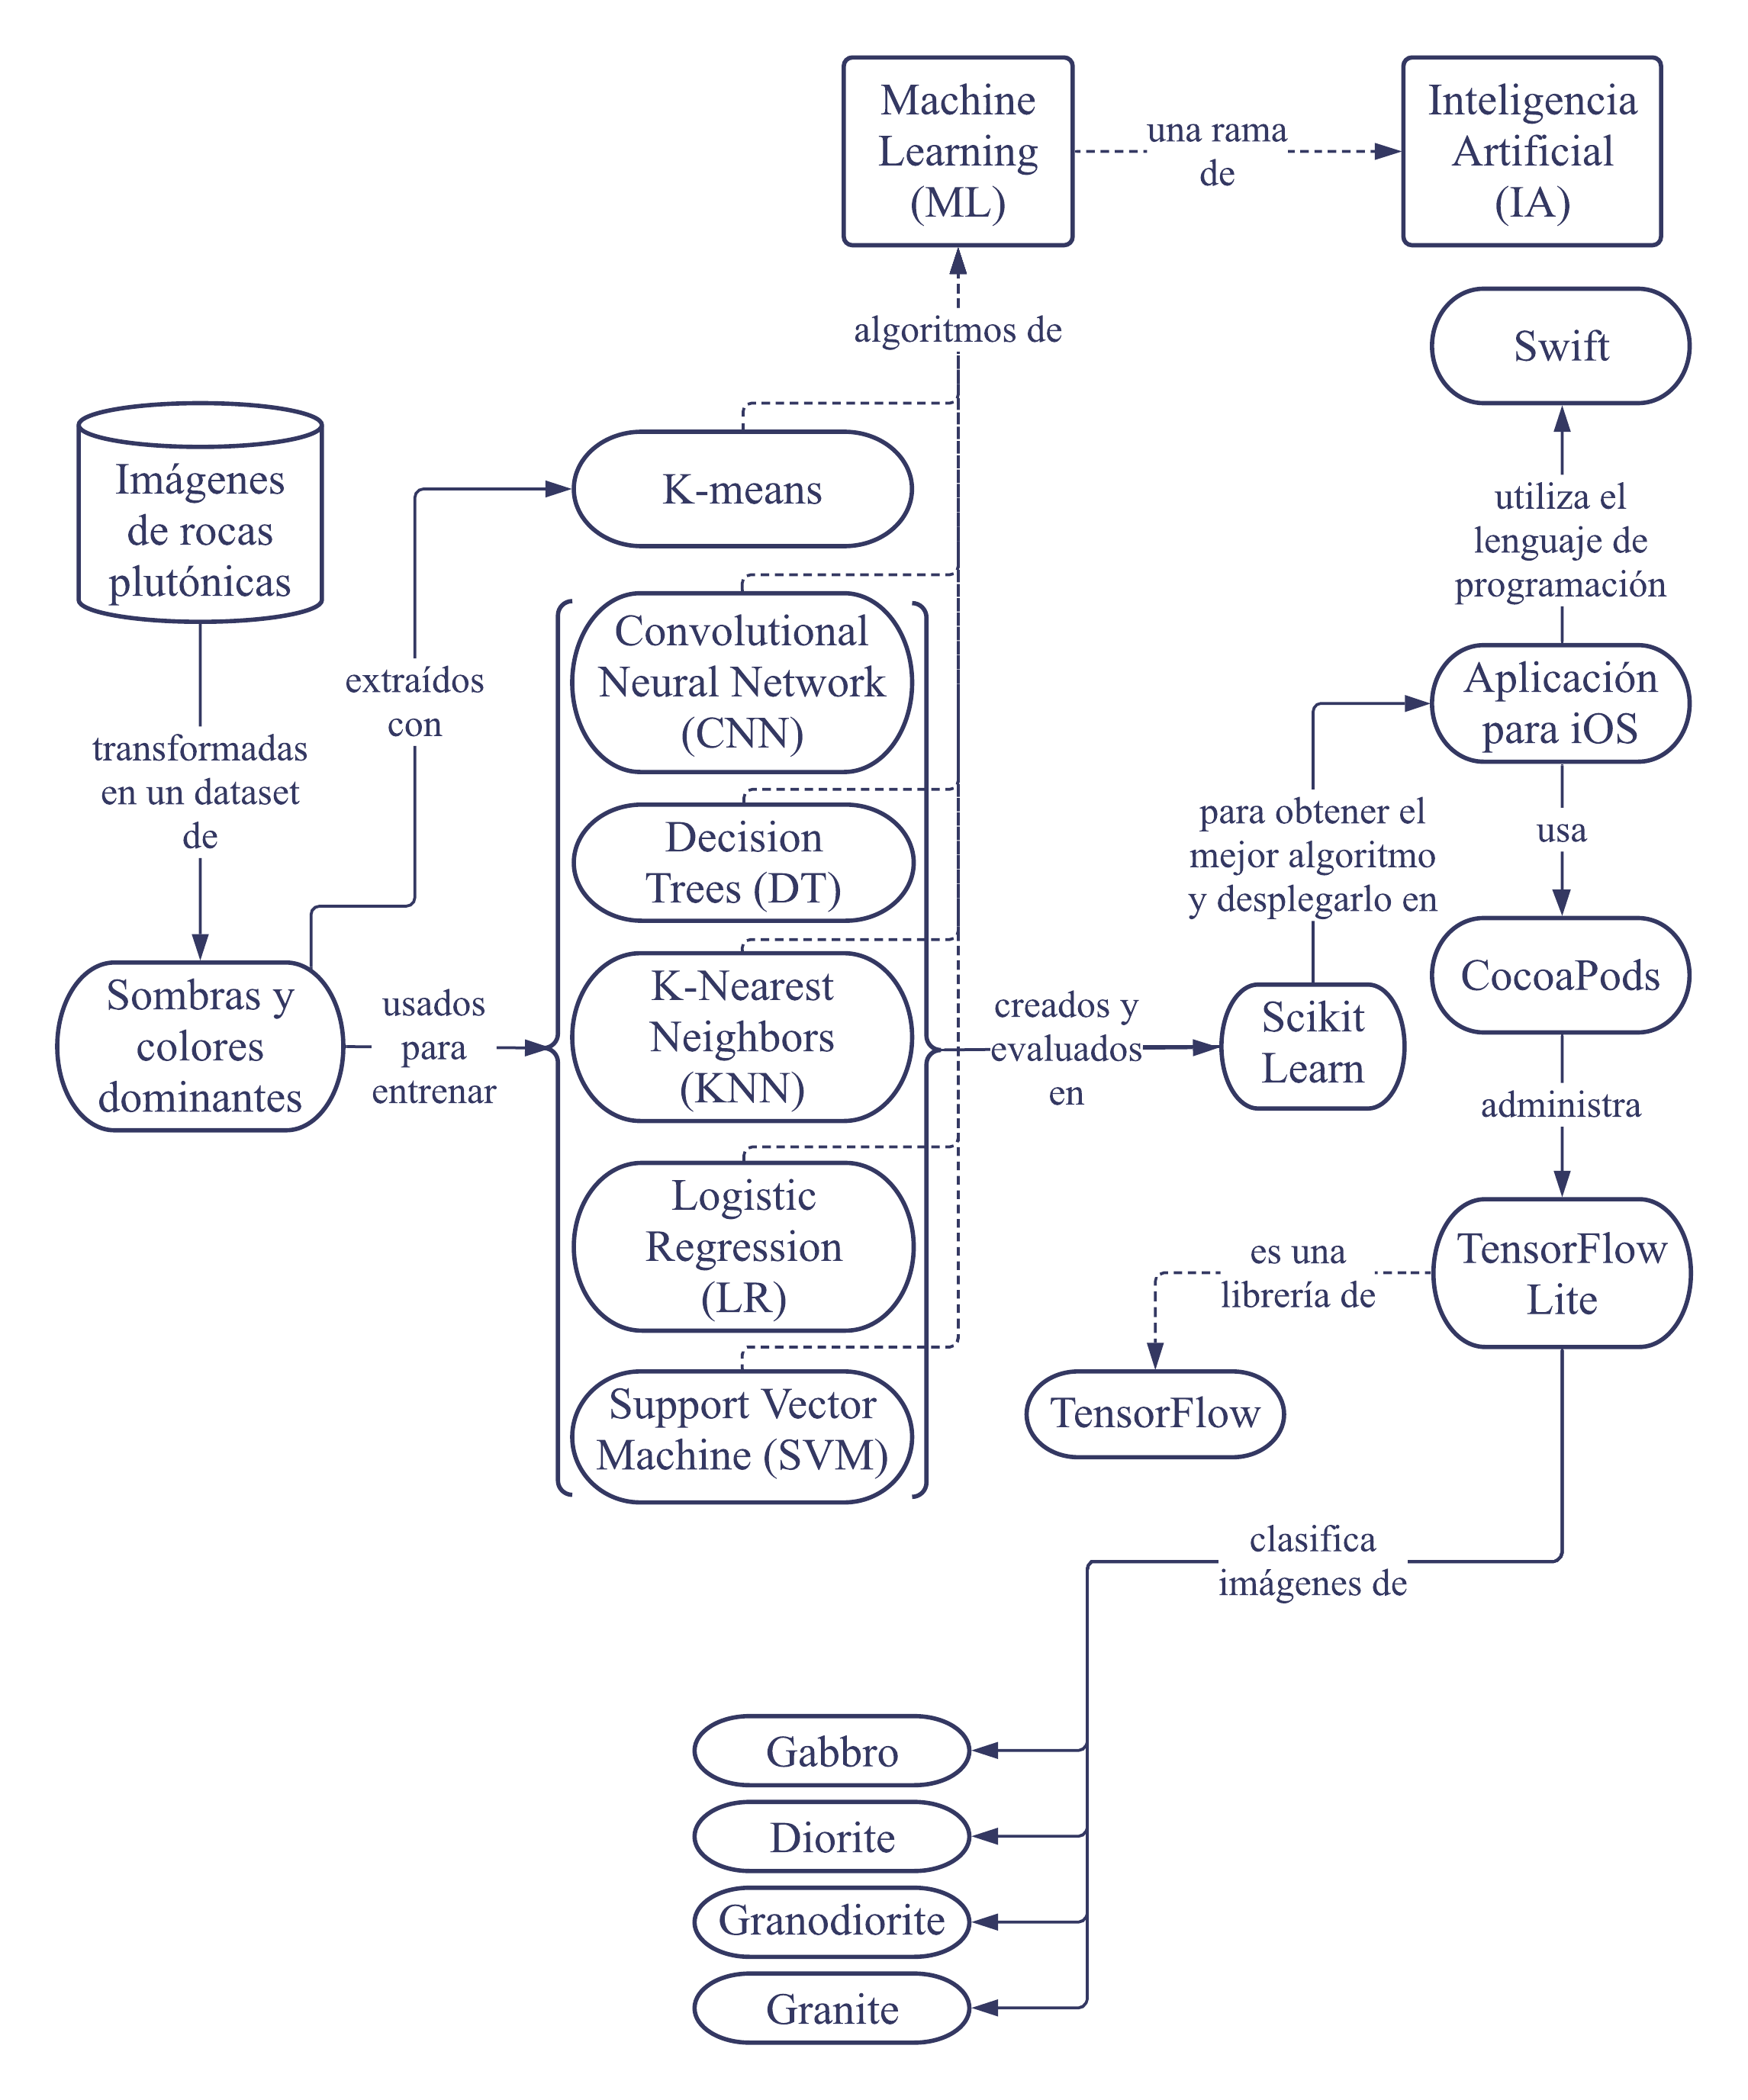 Machine
Learning
(ML)
una rama
de
Inteligencia
Artificial
(IA)
algoritmos de
Swift
utiliza el
lenguaje de
programación
Imágenes
de rocas
plutónicas
K-means
extraídos
con
transformadas
en un dataset
de
Sombras y
colores
dominantes
usados
para
entrenar
Convolutional
Neural Network
(CNN)
Decision
Trees (DT)
K-Nearest
Neighbors
(KNN)
Logistic
Regression
(LR)
Support Vector
Machine (SVM)
creados y
evaluados
en
Scikit
Learn
para obtener el
mejor algoritmo
y desplegarlo en
Aplicación
para iOS
usa
CocoaPods
administra
TensorFlow
Lite
es una
librería de
TensorFlow
clasifica
imágenes de
Gabbro
Diorite
Granodiorite
Granite